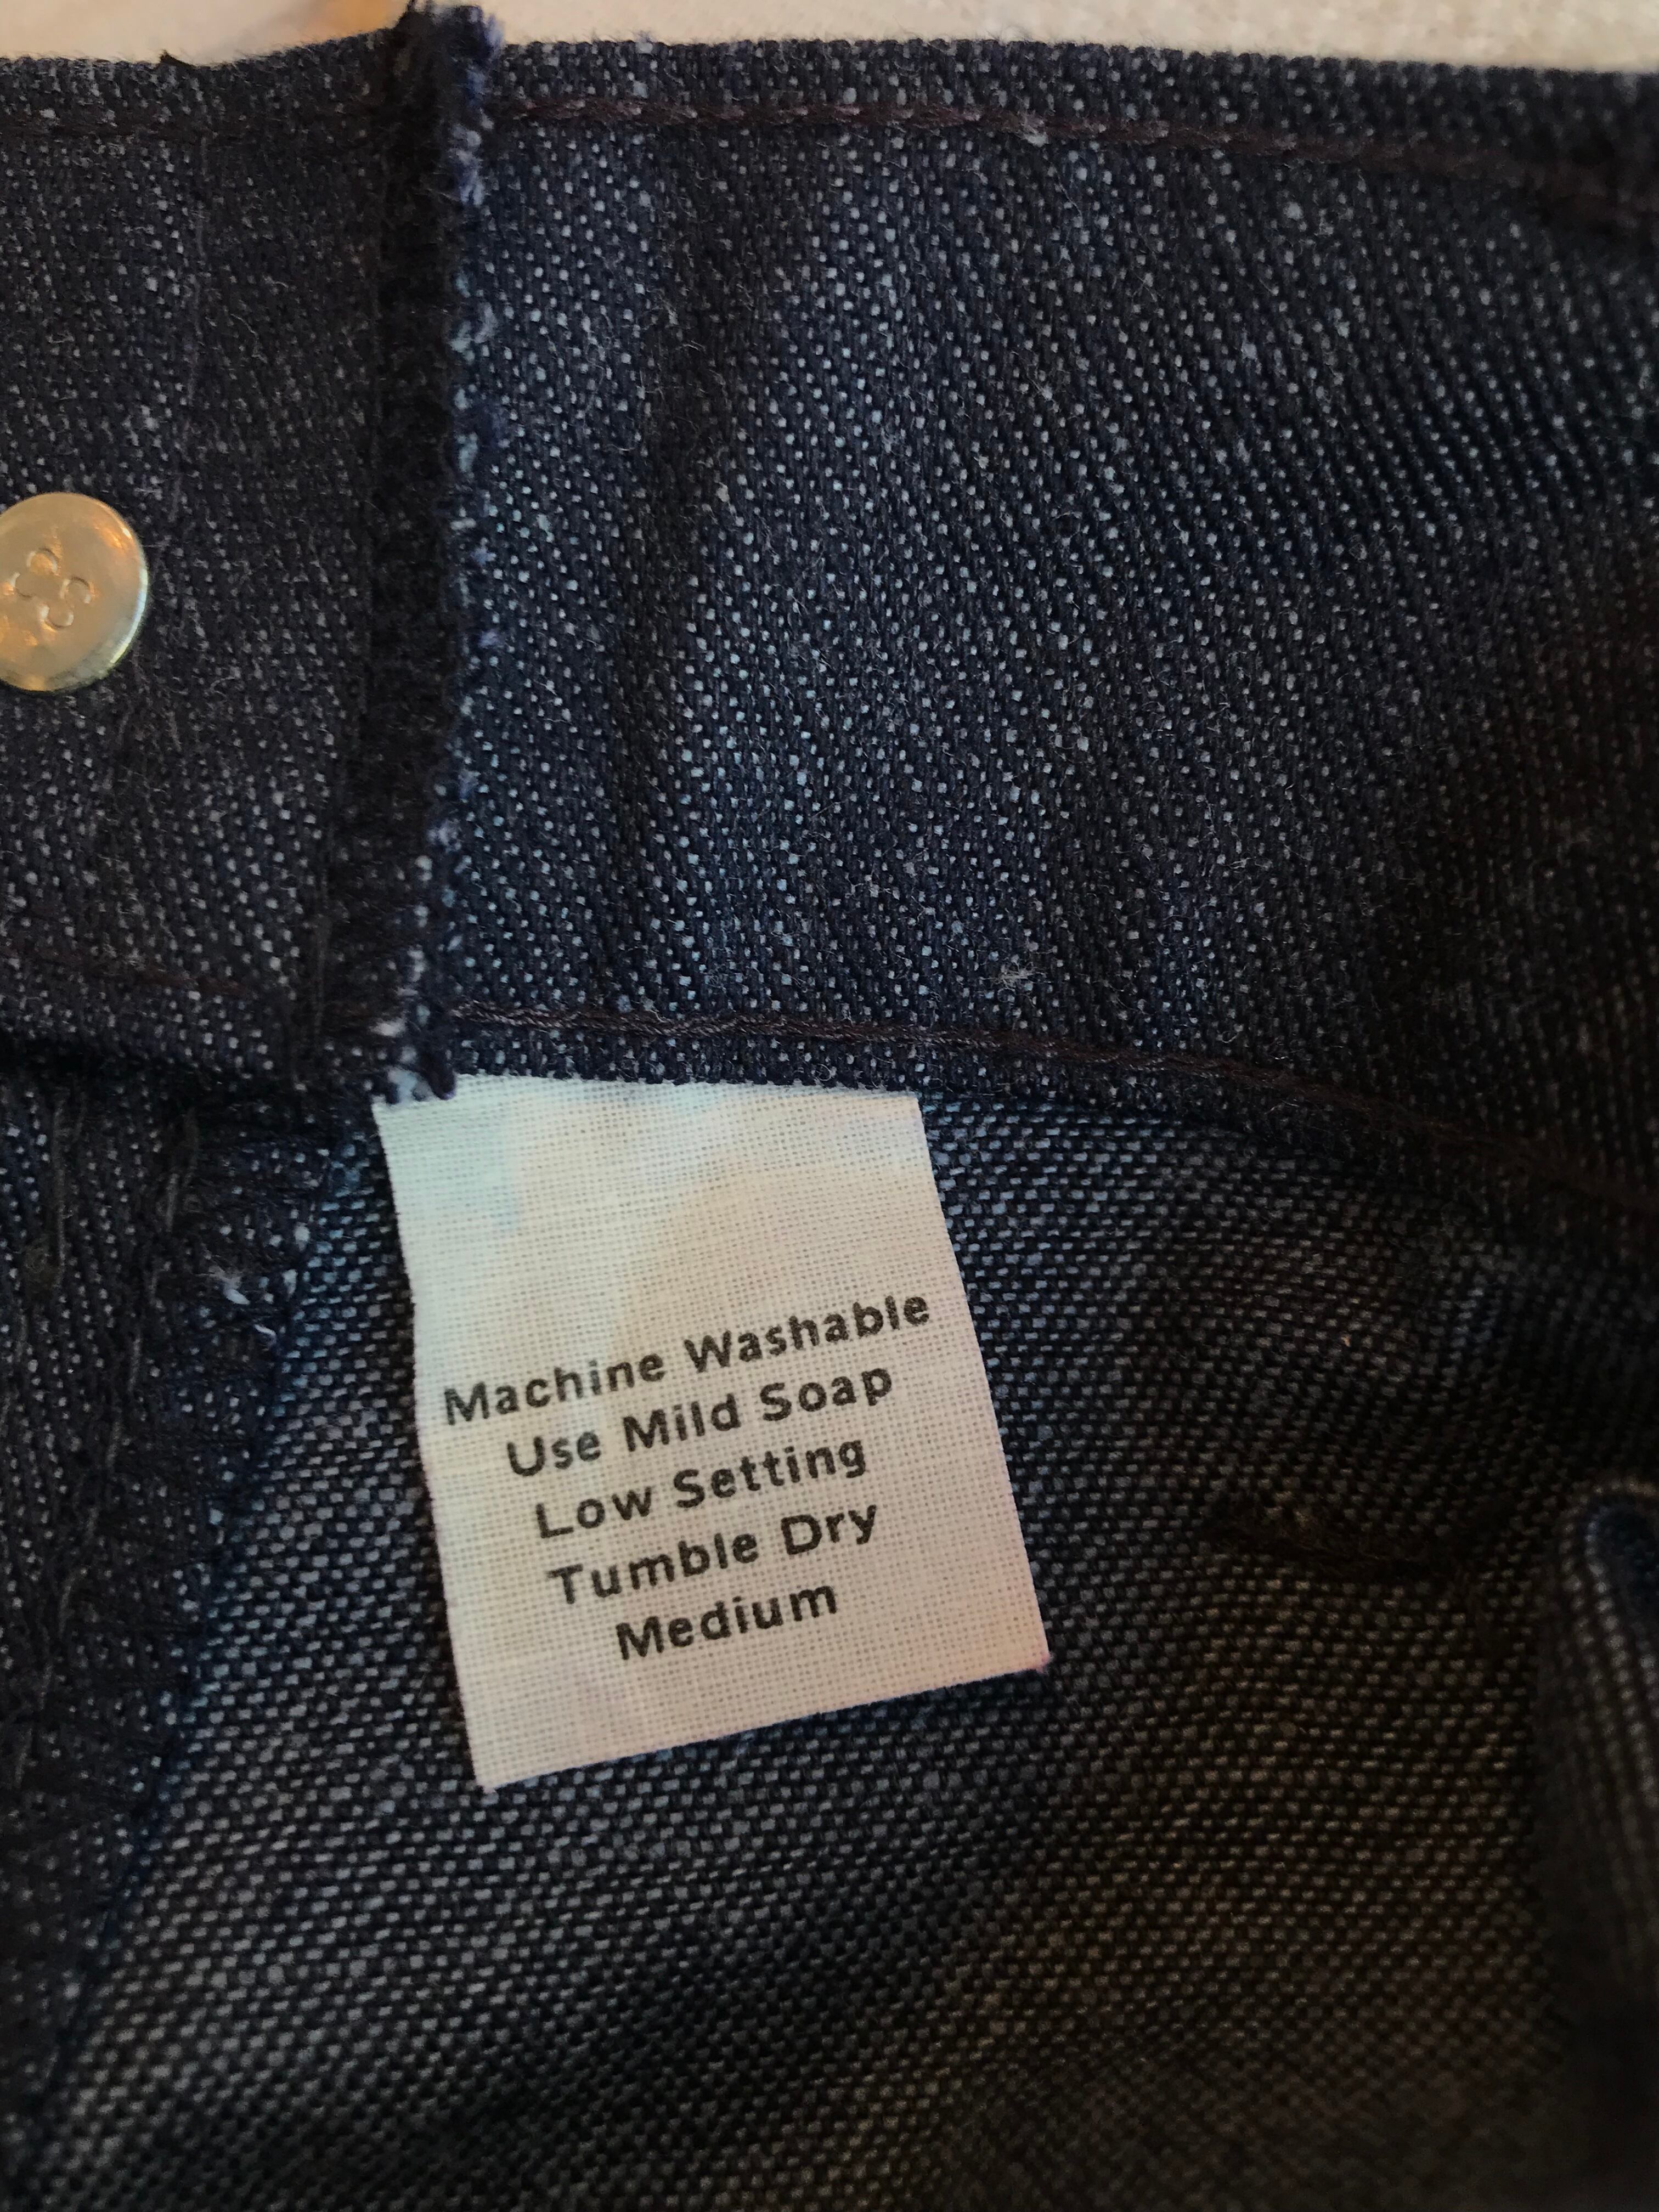 Machine Washable
Use Mild Soap
Low Setting
Tumble Dry
Medium